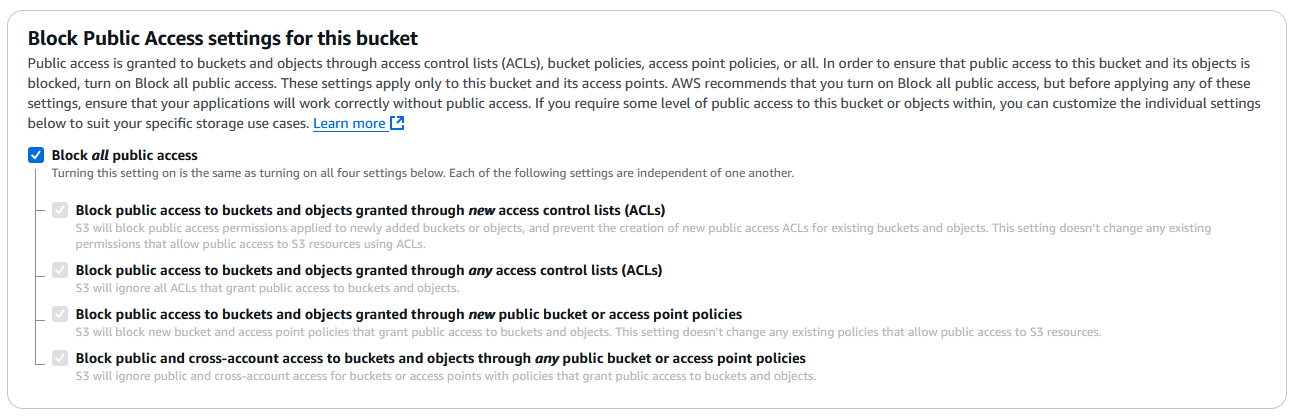 Block Public Access settings for this bucket
Public access is granted to buckets and objects through access control lists (ACLs), bucket policies, access point policies, or all. In order to ensure that public access to this bucket and its objects is
blocked, turn on Block all public access. These settings apply only to this bucket and its access points. AWS recommends that you turn on Block all public access, but before applying any of these
settings, ensure that your applications will work correctly without public access. If you require some level of public access to this bucket or objects within, you can customize the individual settings
below to suit your specific storage use cases. Learn more
Block all public access
Turning this setting on is the same as turning on all four settings below. Each of the following settings are independent of one another.
Block public access to buckets and objects granted through new access control lists (ACLs)
S3 will block public access permissions applied to newly added buckets or objects, and prevent the creation of new public access ACLs for existing buckets and objects. This setting doesn't change any existing
permissions that allow public access to S3 resources using ACLs.
Block public access to buckets and objects granted through any access control lists (ACLs)
S3 will ignore all ACLs that grant public access to buckets and objects.
Block public access to buckets and objects granted through new public bucket or access point policies
S3 will block new bucket and access point policies that grant public access to buckets and objects. This setting doesn't change any existing policies that allow public access to S3 resources.
Block public and cross-account access to buckets and objects through any public bucket or access point policies
S3 will ignore public and cross-account access for buckets or access points with policies that grant public access to buckets and objects.